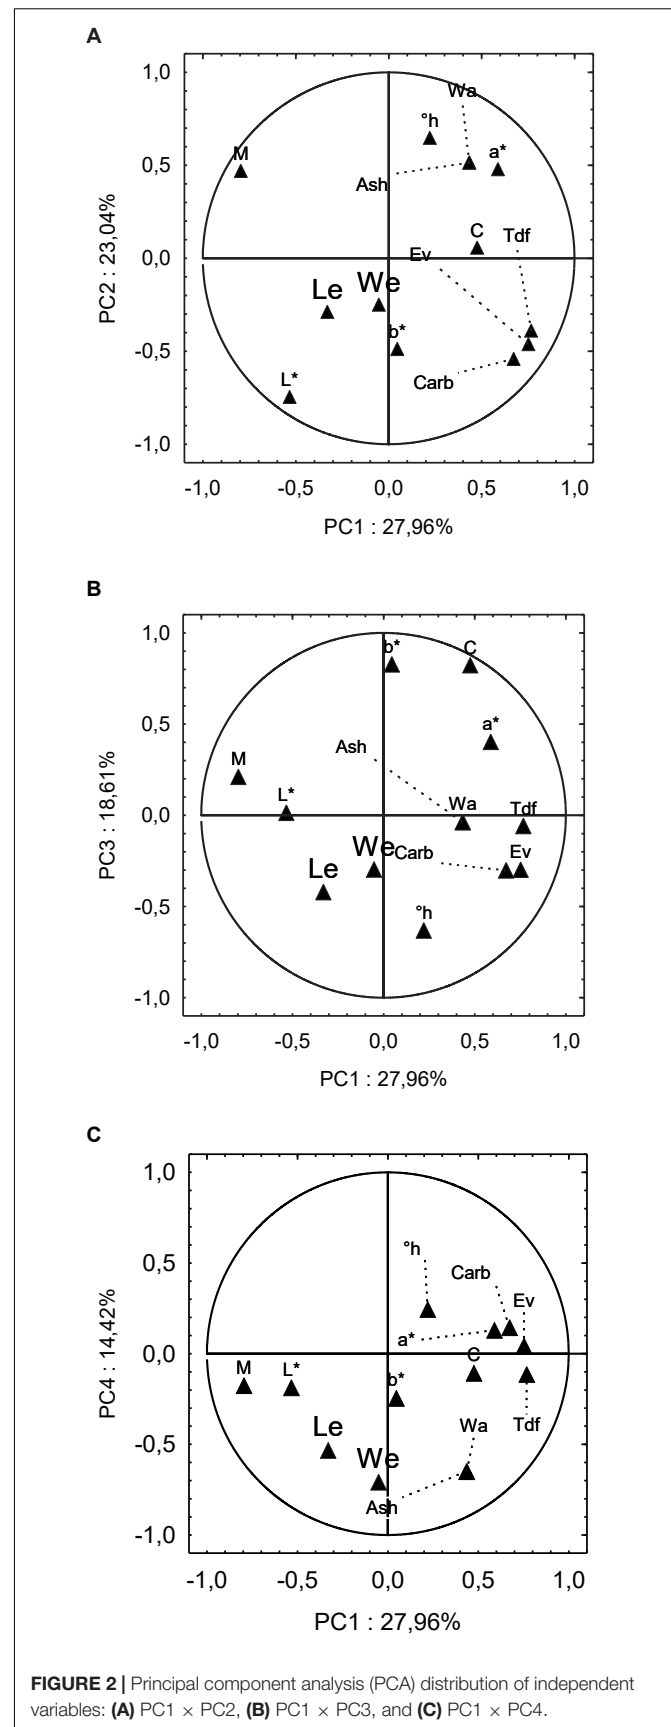 A
1,0
Wa
°h
a*
M
0,5
Ash
C
Tdf
Ev
0,0
We
Le
b*
-0,5
Carb
L*
-1,0
-1,0 -0,5 0,0 0,5 1,0
PC2 : 23,04%
PC1 : 27,96%
B
1,0
b* C
0,5
a*
Ash
M
L*
Wa Tdf
0,0
We Carb Ev
Le
-0,5
°h
-1,0
-1,0 -0,5 0,0 0,5 1,0
PC3 : 18,61%
PC1 : 27,96%
C
1,0
°h
0,5
Carb
Ev
a*
C
0,0
M L* b*
Le Wa Tdf
-0,5
We
Ash
-1,0
-1,0 -0,5 0,0 0,5 1,0
PC4 : 14,42%
PC1 : 27,96%
FIGURE 2 | Principal component analysis (PCA) distribution of independent
variables: (A) PC1 × PC2, (B) PC1 × PC3, and (C) PC1 × PC4.